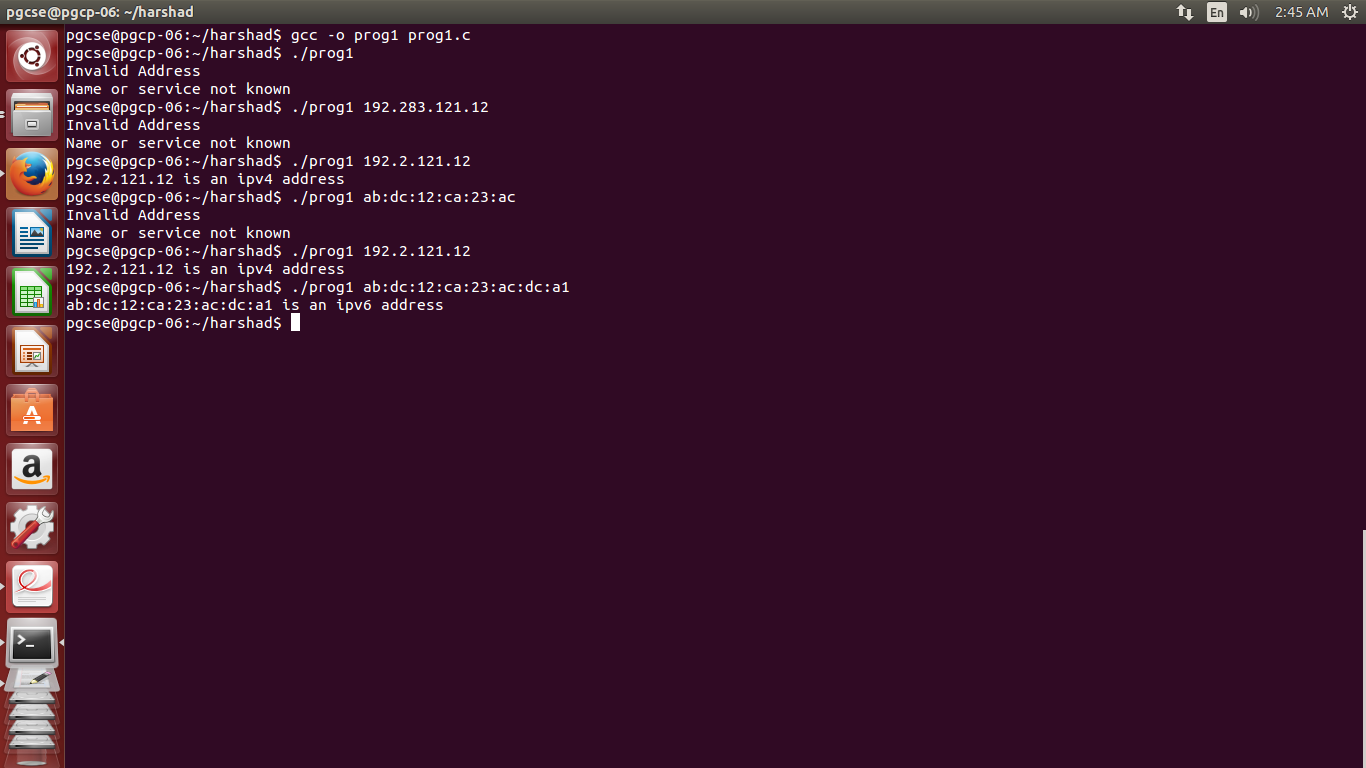 pgcse@pgcp-06: ~/harshad
En
2:45 AM
pgcse@pgcp-06:~/harshad$ gcc -o prog1 prog1.c
pgcse@pgcp-06:~/harshad$ ./prog1
Invalid Address
Name or service not known
pgcse@pgcp-06:~/harshad$ ./prog1 192.283.121.12
Invalid Address
Name or service not known
pgcse@pgcp-06:~/harshad$ ./prog1 192.2.121.12
192.2.121.12 is an ipv4 address
pgcse@pgcp-06:~/harshad$ ./prog1 ab:dc:12:ca:23:ac
Invalid Address
Name or service not known
pgcse@pgcp-06:~/harshad$ ./prog1 192.2.121.12
192.2.121.12 is an ipv4 address
pgcse@pgcp-06:~/harshad$ ./prog1 ab:dc:12:ca:23:ac:dc:a1
ab:dc:12:ca:23:ac:dc:a1 is an ipv6 address
pgcse@pgcp-06:~/harshad$